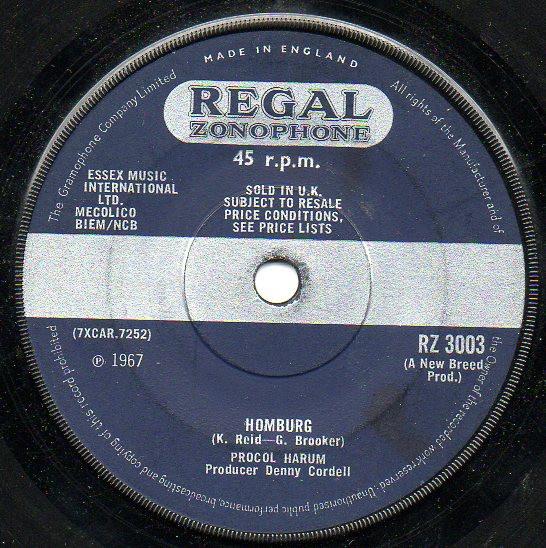 MADE IN ENGLAND
The Gramophone Company Limited
All rights of the Manufacturer and of the Owner of the recorded work reserved · Unauthorised public performance, broadcasting and copying of this record prohibited
REGAL
ZONOPHONE
45 r.p.m.
ESSEX MUSIC
INTERNATIONAL
LTD.
MECOLICO
BIEM/NCB
SOLD IN U.K.
SUBJECT TO RESALE
PRICE CONDITIONS,
SEE PRICE LISTS
(7XCAR.7252)
℗ 1967
RZ 3003
(A New Breed
Prod.)
HOMBURG
(K. Reid—G. Brooker)
PROCOL HARUM
Producer Denny Cordell